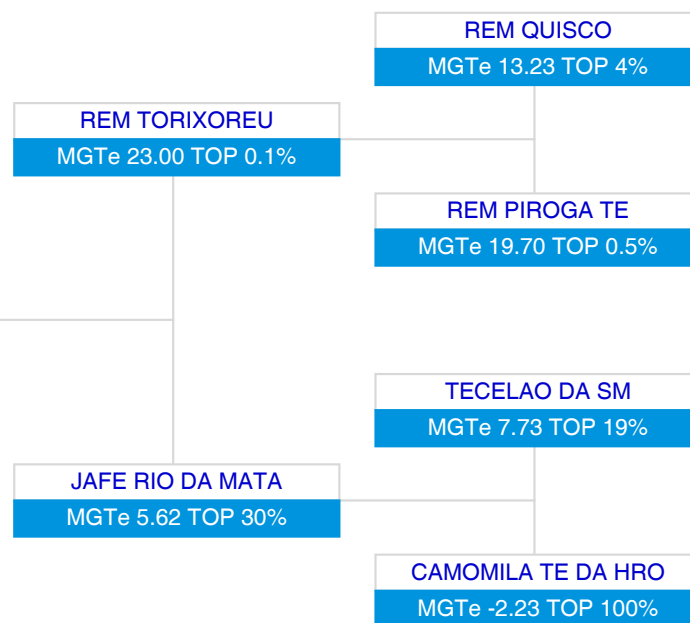 REM QUISCO
MGTe 13.23 TOP 4%
REM TORIXOREU
MGTe 23.00 TOP 0.1%
REM PIROGA TE
MGTe 19.70 TOP 0.5%
TECELAO DA SM
MGTe 7.73 TOP 19%
JAFE RIO DA MATA
MGTe 5.62 TOP 30%
CAMOMILA TE DA HRO
MGTe -2.23 TOP 100%